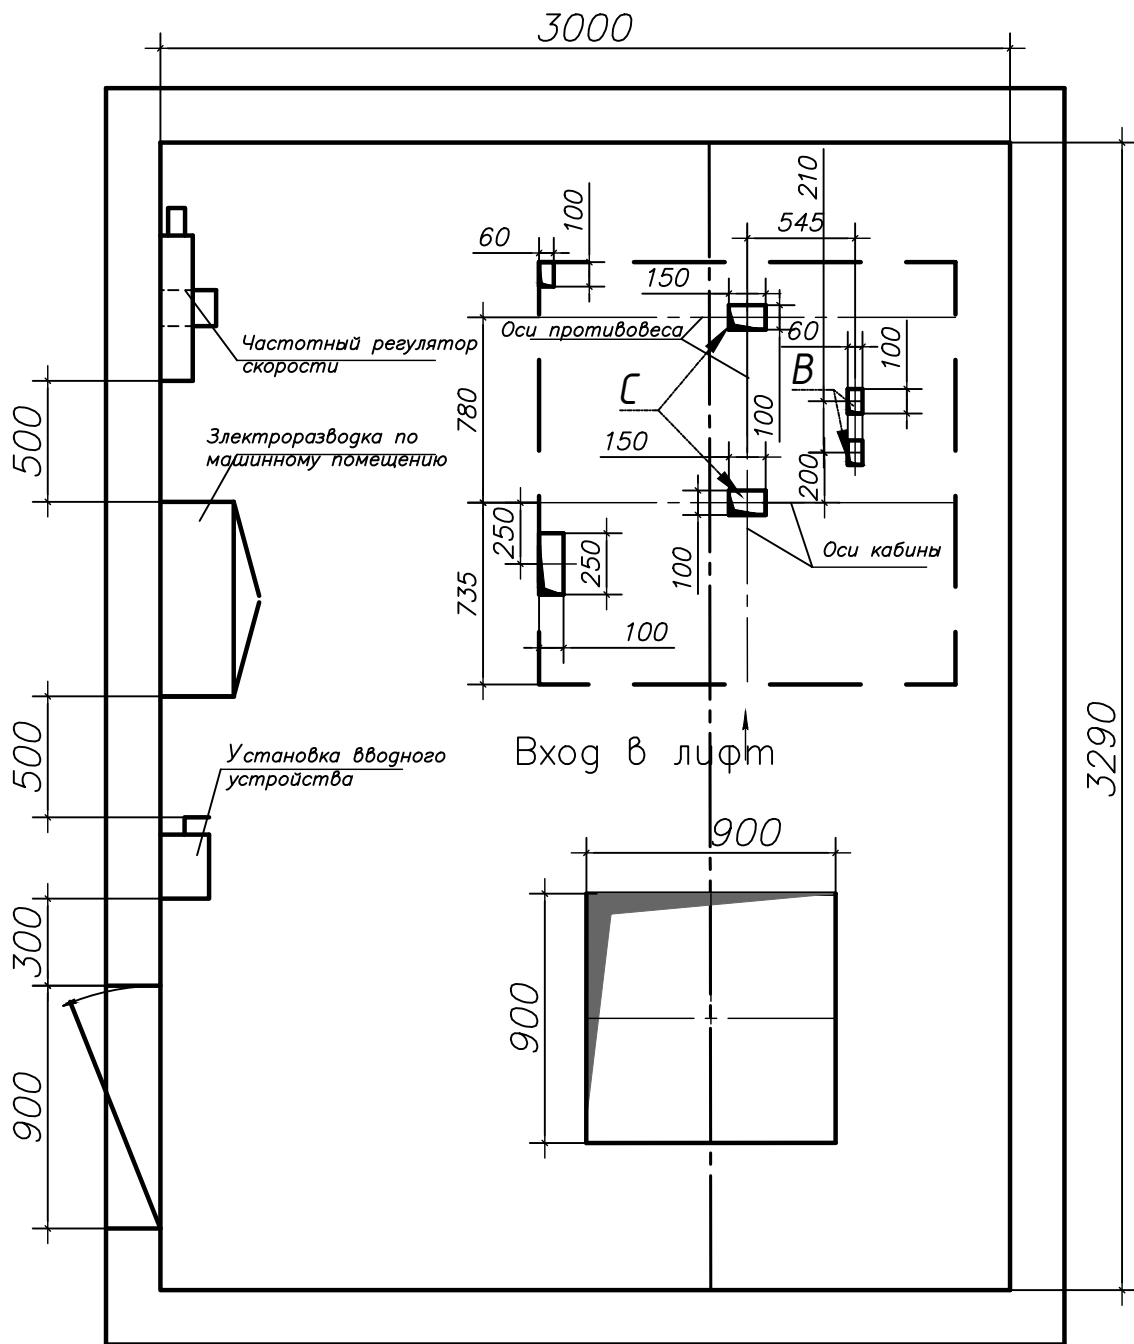 3000
210
545
100
60
150
Оси противовеса
60
Частотный регулятор
скорости
100
В
С
780
100
500
Злектроразводка по
машинному помещению
150
200
250
Оси кабины
250
100
735
100
500
Вход в лифт
3290
Установка вводного
устройства
900
300
900
900